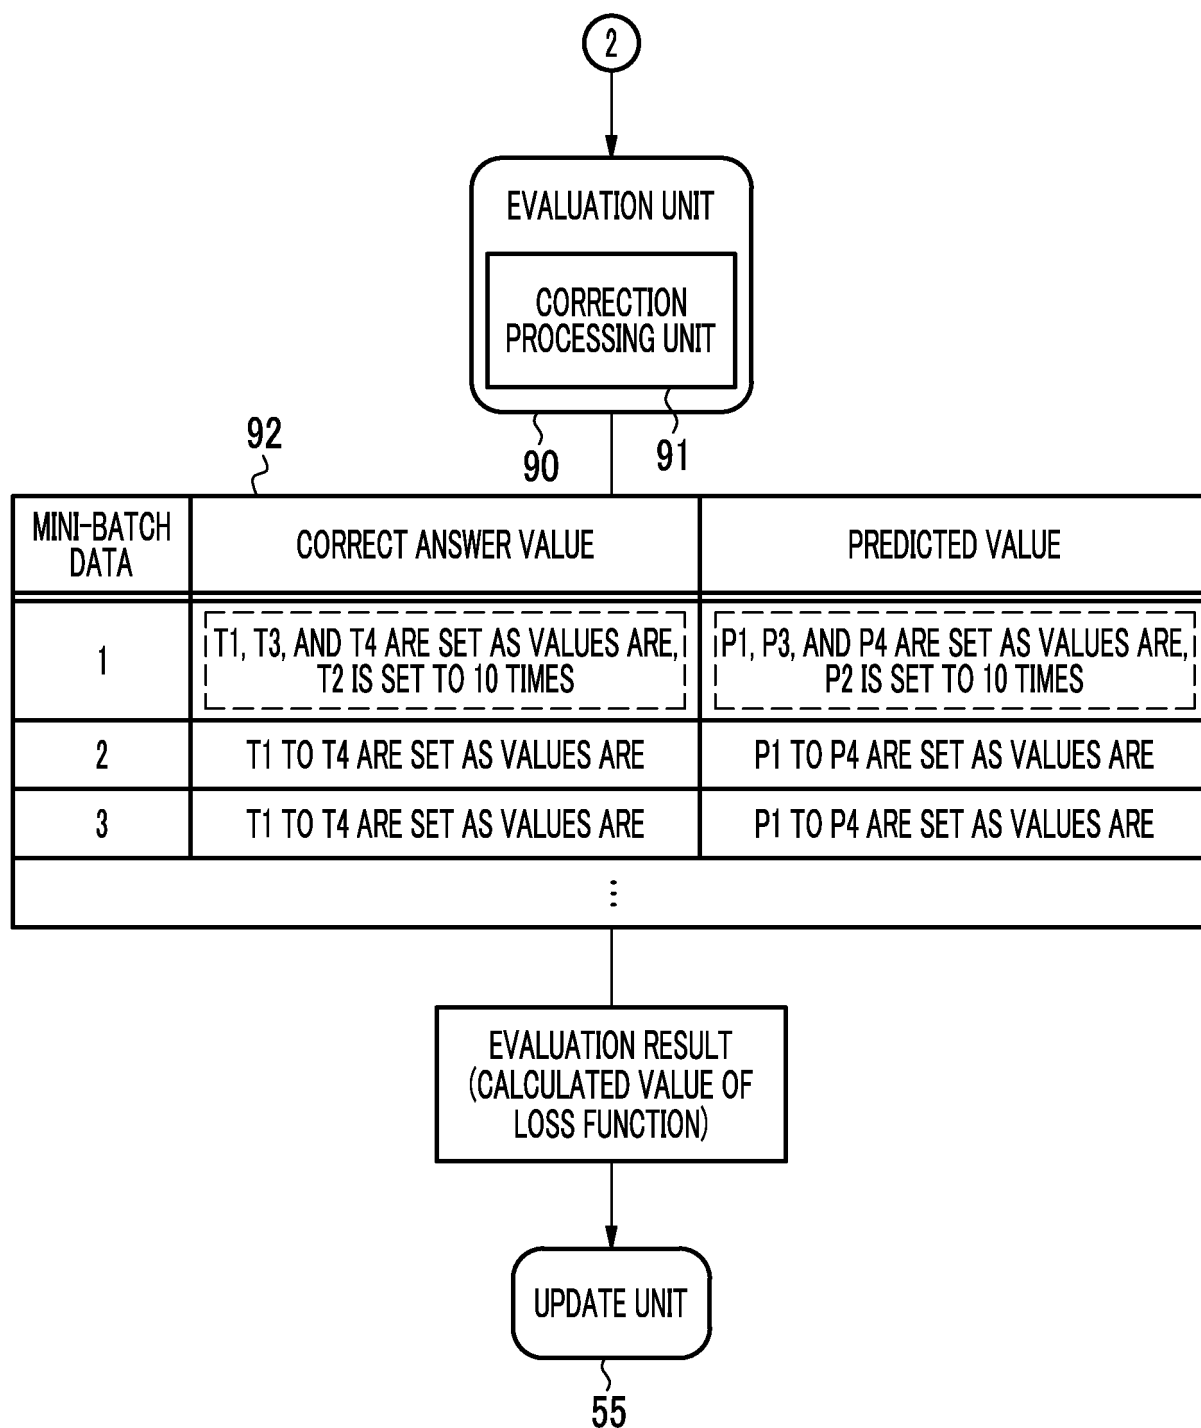 2
EVALUATION UNIT
CORRECTION
PROCESSING UNIT
92
90
91
MINI-BATCH
DATA
CORRECT ANSWER VALUE
PREDICTED VALUE
1
T1, T3, AND T4 ARE SET AS VALUES ARE,
T2 IS SET TO 10 TIMES
P1, P3, AND P4 ARE SET AS VALUES ARE,
P2 IS SET TO 10 TIMES
2
T1 TO T4 ARE SET AS VALUES ARE
P1 TO P4 ARE SET AS VALUES ARE
3
T1 TO T4 ARE SET AS VALUES ARE
P1 TO P4 ARE SET AS VALUES ARE
⋮
EVALUATION RESULT
(CALCULATED VALUE OF
LOSS FUNCTION)
UPDATE UNIT
55